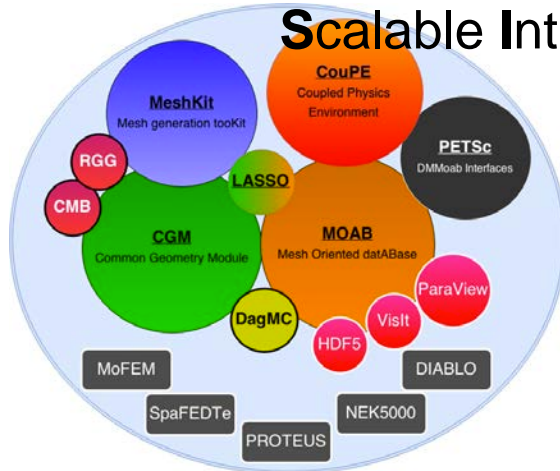 Scalable Int
CouPE
Coupled Physics
Environment
MeshKit
Mesh generation tooKit
PETSc
DMMoab Interfaces
RGG
CMB
LASSO
CGM
Common Geometry Module
MOAB
Mesh Oriented datABase
DagMC
HDF5
VisIt
ParaView
MoFEM
DIABLO
SpaFEDTe
NEK5000
PROTEUS